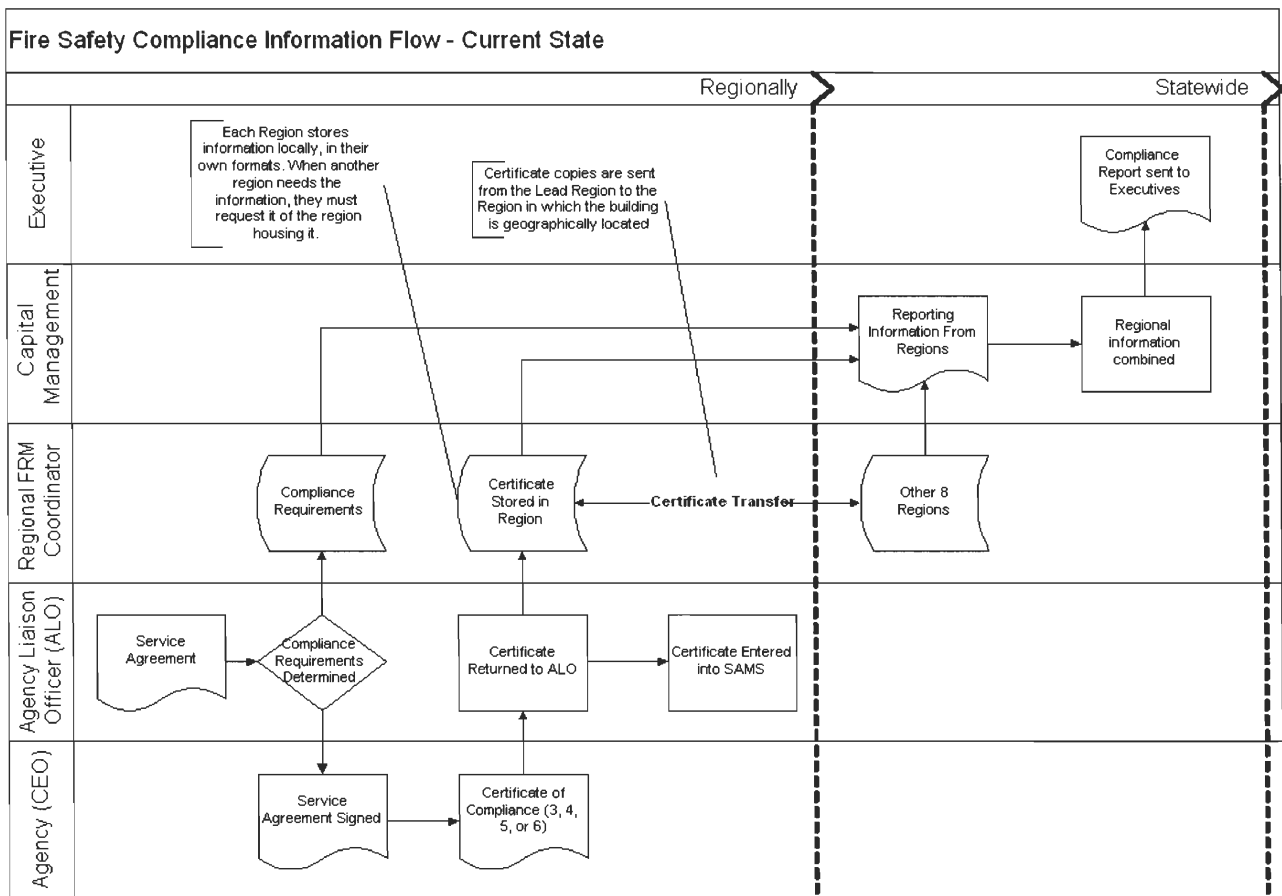 Fire Safety Compliance Information Flow - Current State
Regionally
Statewide
Executive
Each Region stores
information locally, in their
own formats. When another
region needs the
information, they must
request it of the region
housing it.
Certificate copies are sent
from the Lead Region to the
Region in which the building
is geographically located
Compliance
Report sent to
Executives
Capital
Management
Reporting
Information From
Regions
Regional
information
combined
Regional FRM
Coordinator
Compliance
Requirements
Certificate
Stored in
Region
Certificate Transfer
Other 8
Regions
Agency Liaison
Officer (ALO)
Service
Agreement
Compliance
Requirements
Determined
Certificate
Returned to ALO
Certificate Entered
into SAMS
Agency (CEO)
Service
Agreement Signed
Certificate of
Compliance (3, 4,
5, or 6)